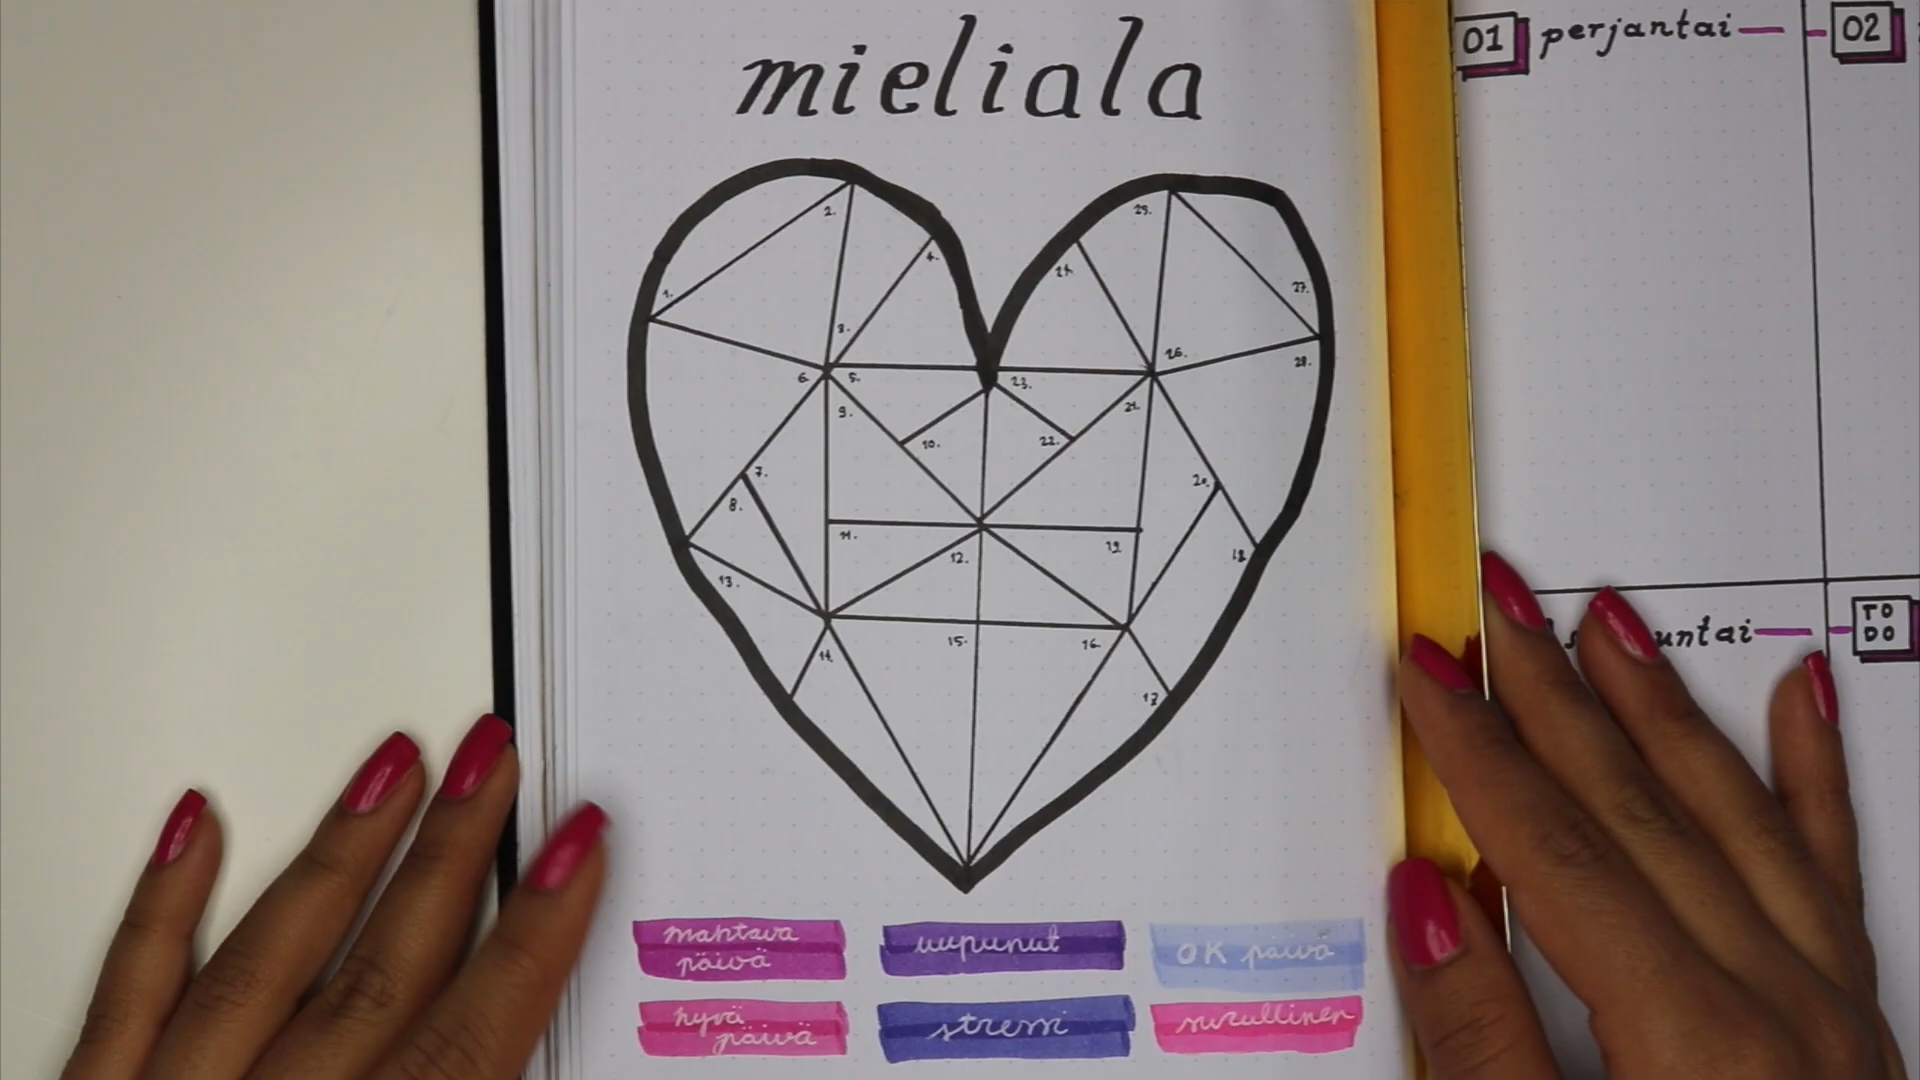 mieliala
01 perjantai
02
1.
2.
3.
4.
5.
6.
7.
8.
9.
10.
11.
12.
13.
14.
15.
16.
17
18
19
20
21.
22.
23.
24.
25.
26.
27.
28.
untai
TO
DO
mahtava
päivä
uupunut
OK päivä
hyvä
päivä
stressi
surullinen